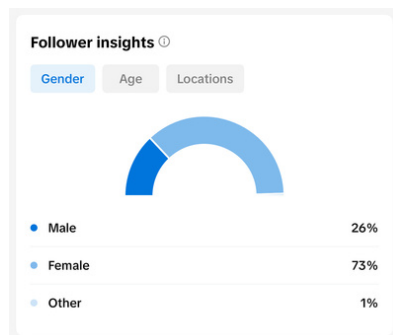 Follower insights
Gender Age Locations
Male 26%
Female 73%
Other 1%